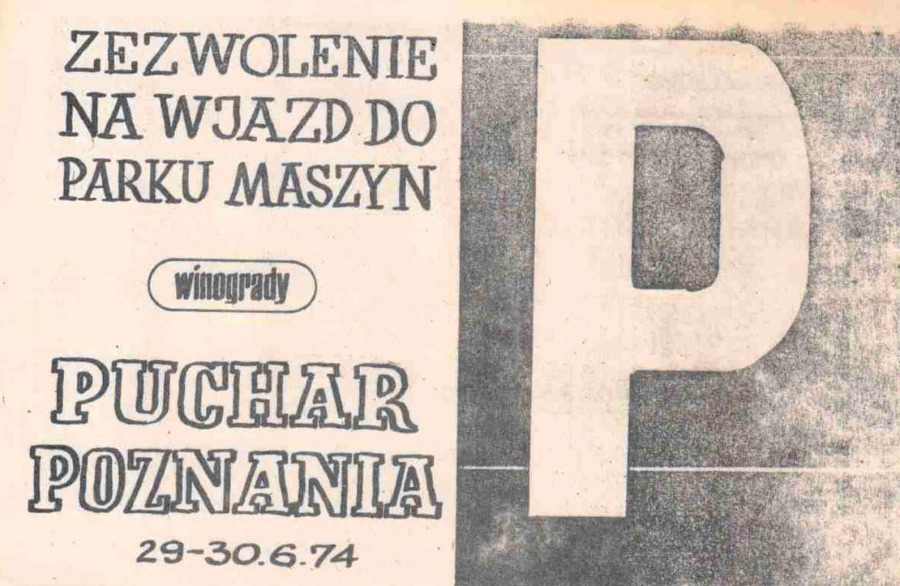 ZEZWOLENIE
NA WJAZD DO
PARKU MASZYN
winogrady
PUCHAR
POZNANIA
29-30.6.74
P